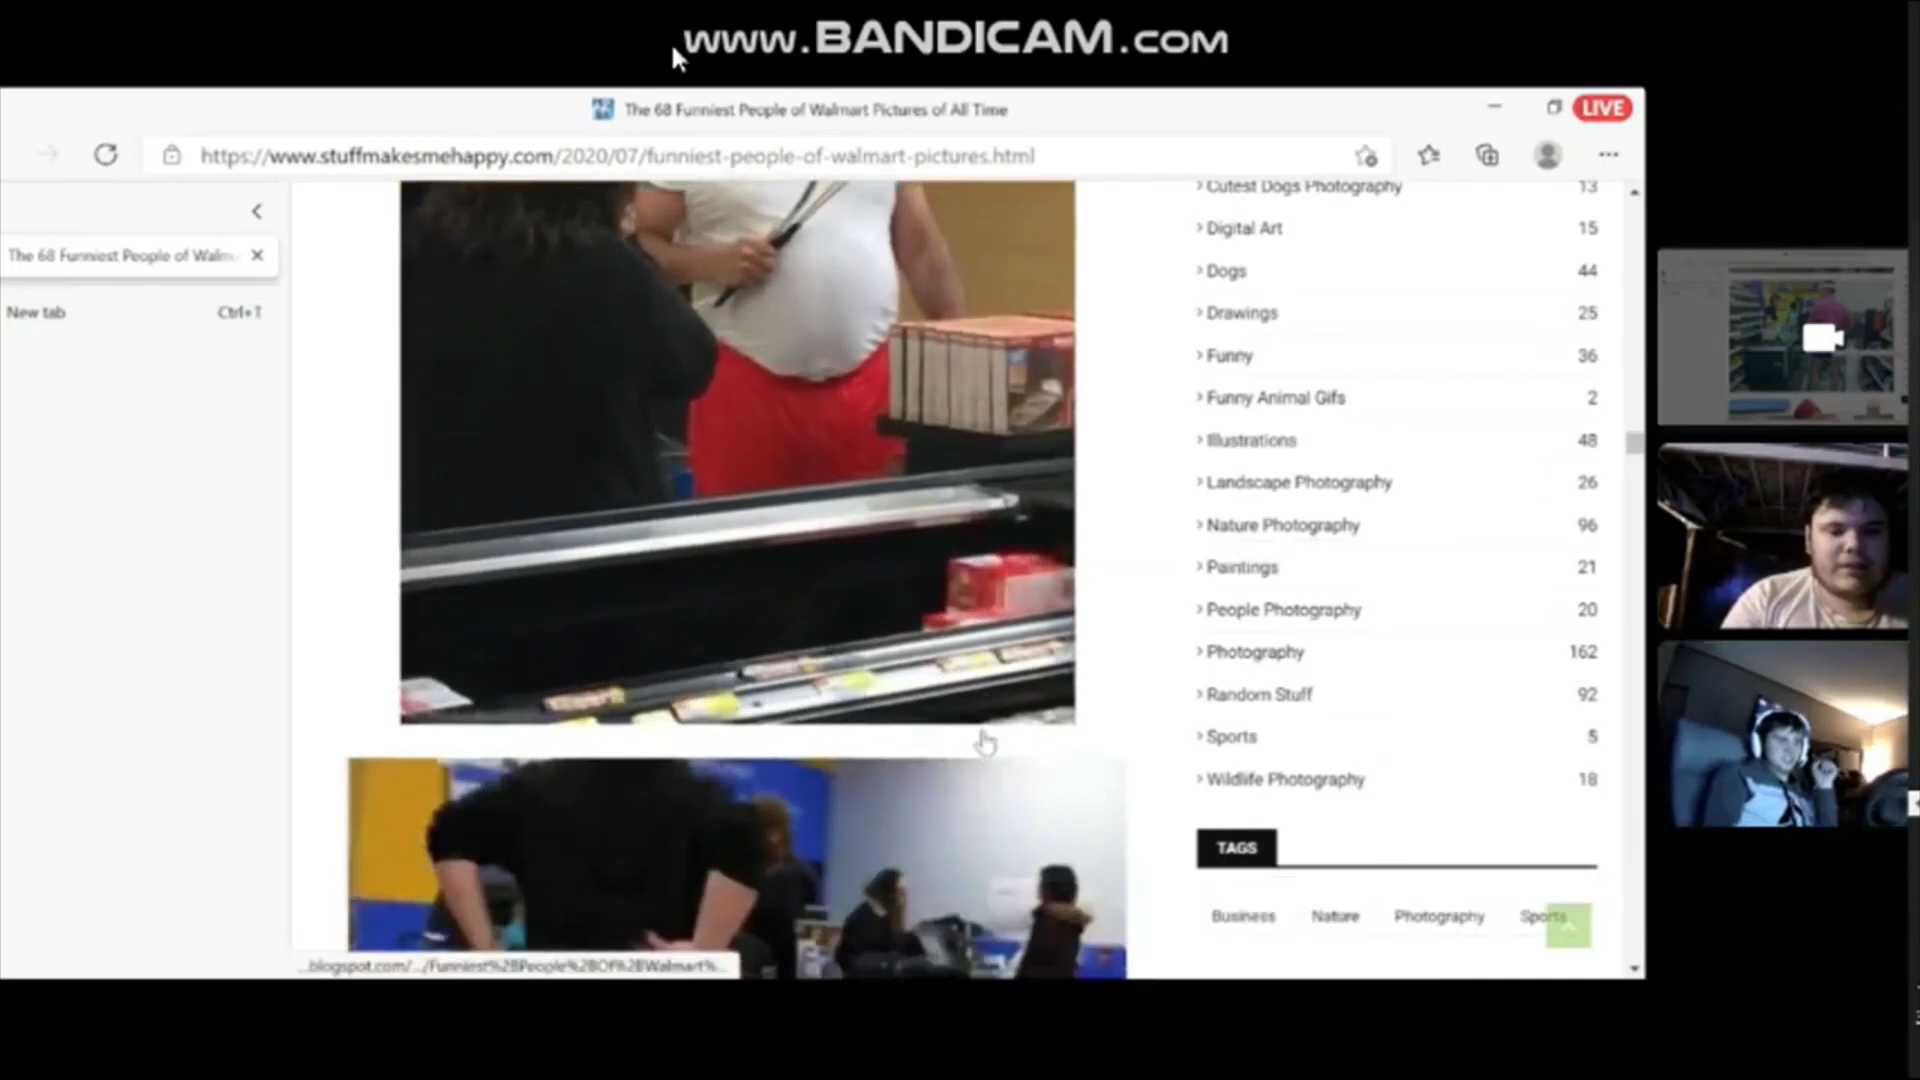 www.BANDICAM.com
The 68 Funniest People of Walmart Pictures of All Time
LIVE
https://www.stuffmakesmehappy.com/2020/07/funniest-people-of-walmart-pictures.html
The 68 Funniest People of Walm
New tab Ctrl+T
Cutest Dogs Photography 13
Digital Art 15
Dogs 44
Drawings 25
Funny 36
Funny Animal Gifs 2
Illustrations 48
Landscape Photography 26
Nature Photography 96
Paintings 21
People Photography 20
Photography 162
Random Stuff 92
Sports 5
Wildlife Photography 18
TAGS
Business Nature Photography Sports
...blogspot.com/.../Funniest%2BPeople%2BOf%2BWalmart%...